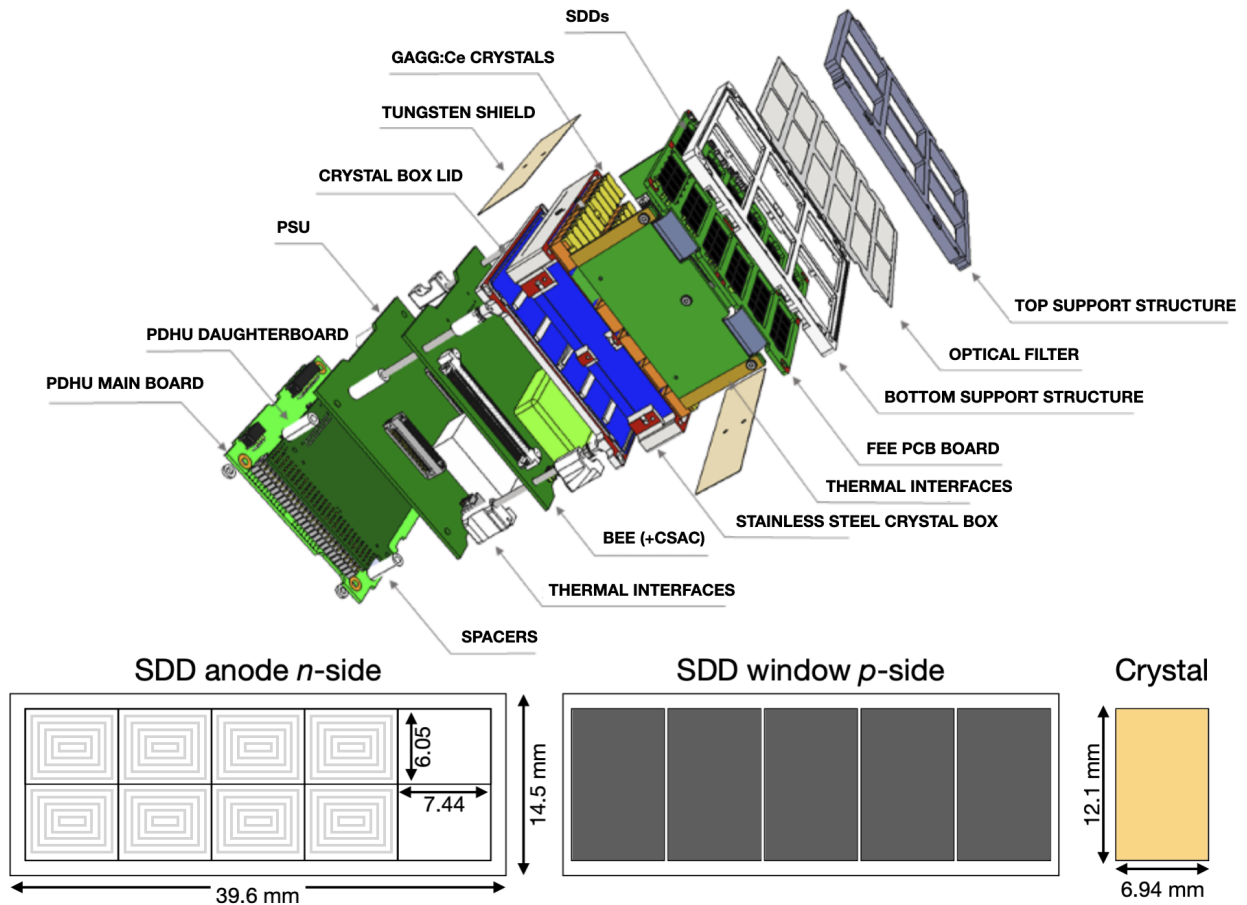 SDDs
GAGG:Ce CRYSTALS
TUNGSTEN SHIELD
CRYSTAL BOX LID
PSU
PDHU DAUGHTERBOARD
PDHU MAIN BOARD
TOP SUPPORT STRUCTURE
OPTICAL FILTER
BOTTOM SUPPORT STRUCTURE
FEE PCB BOARD
THERMAL INTERFACES
STAINLESS STEEL CRYSTAL BOX
BEE (+CSAC)
THERMAL INTERFACES
SPACERS
SDD anode n-side
6.05
7.44
14.5 mm
39.6 mm
SDD window p-side
Crystal
12.1 mm
6.94 mm